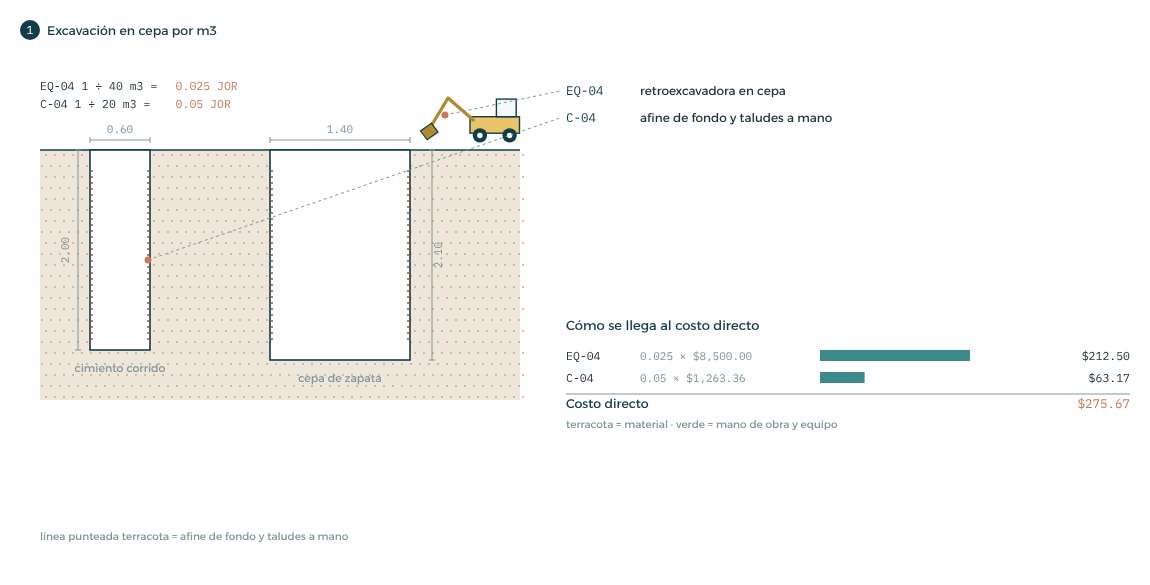 1 Excavación en cepa por m3
EQ-04 1 ÷ 40 m3 = 0.025 JOR
C-04 1 ÷ 20 m3 = 0.05 JOR
0.60
1.40
2.00
2.10
cimiento corrido
cepa de zapata
EQ-04 retroexcavadora en cepa
C-04 afine de fondo y taludes a mano
Cómo se llega al costo directo
EQ-04 0.025 × $8,500.00 $212.50
C-04 0.05 × $1,263.36 $63.17
Costo directo $275.67
terracota = material · verde = mano de obra y equipo
línea punteada terracota = afine de fondo y taludes a mano